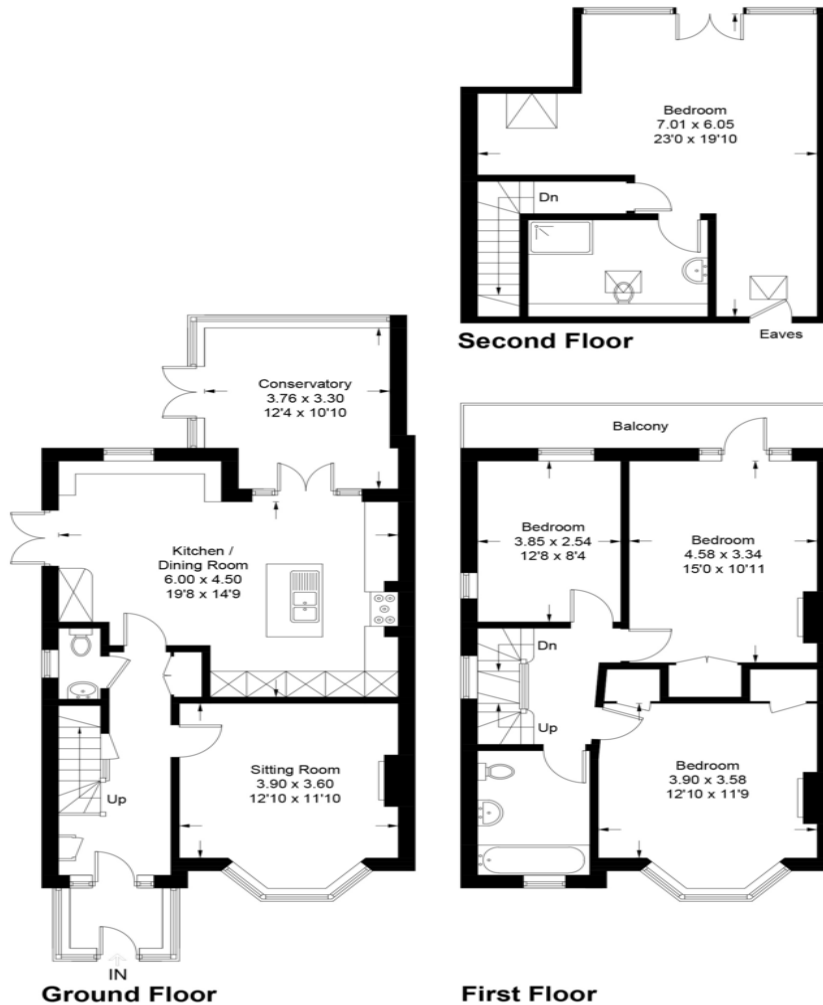 Bedroom
7.01 x 6.05
23'0 x 19'10
Dn
Eaves
Second Floor
Conservatory
3.76 x 3.30
12'4 x 10'10
Kitchen /
Dining Room
6.00 x 4.50
19'8 x 14'9
Sitting Room
3.90 x 3.60
12'10 x 11'10
Up
IN
Ground Floor
Balcony
Bedroom
3.85 x 2.54
12'8 x 8'4
Bedroom
4.58 x 3.34
15'0 x 10'11
Dn
Up
Bedroom
3.90 x 3.58
12'10 x 11'9
First Floor